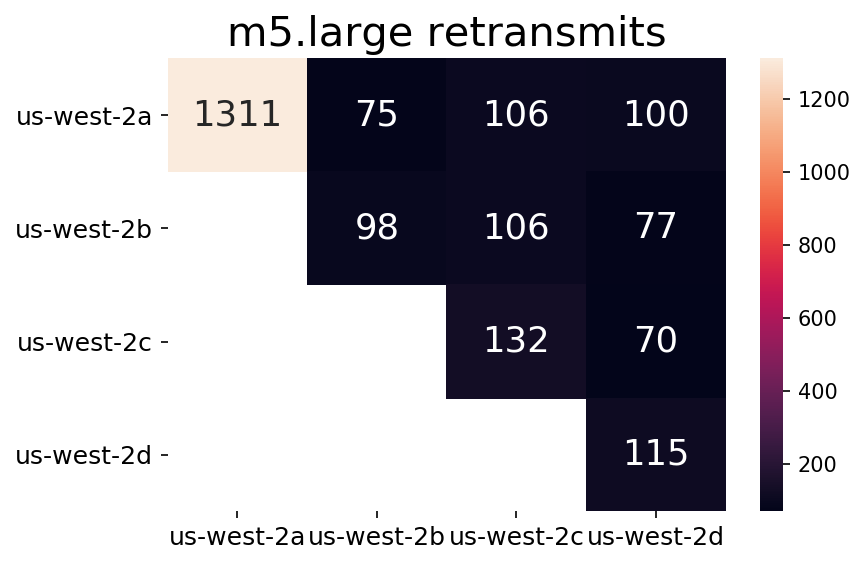 m5.large retransmits
us-west-2a 1311 75 106 100
us-west-2b 98 106 77
us-west-2c 132 70
us-west-2d 115
us-west-2a us-west-2b us-west-2c us-west-2d
1200
1000
800
600
400
200